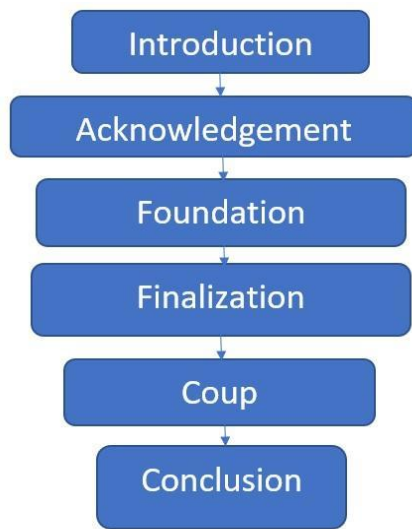 Introduction
Acknowledgement
Foundation
Finalization
Coup
Conclusion